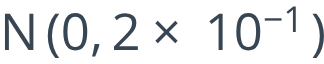 N(0, 2 × 10⁻¹)